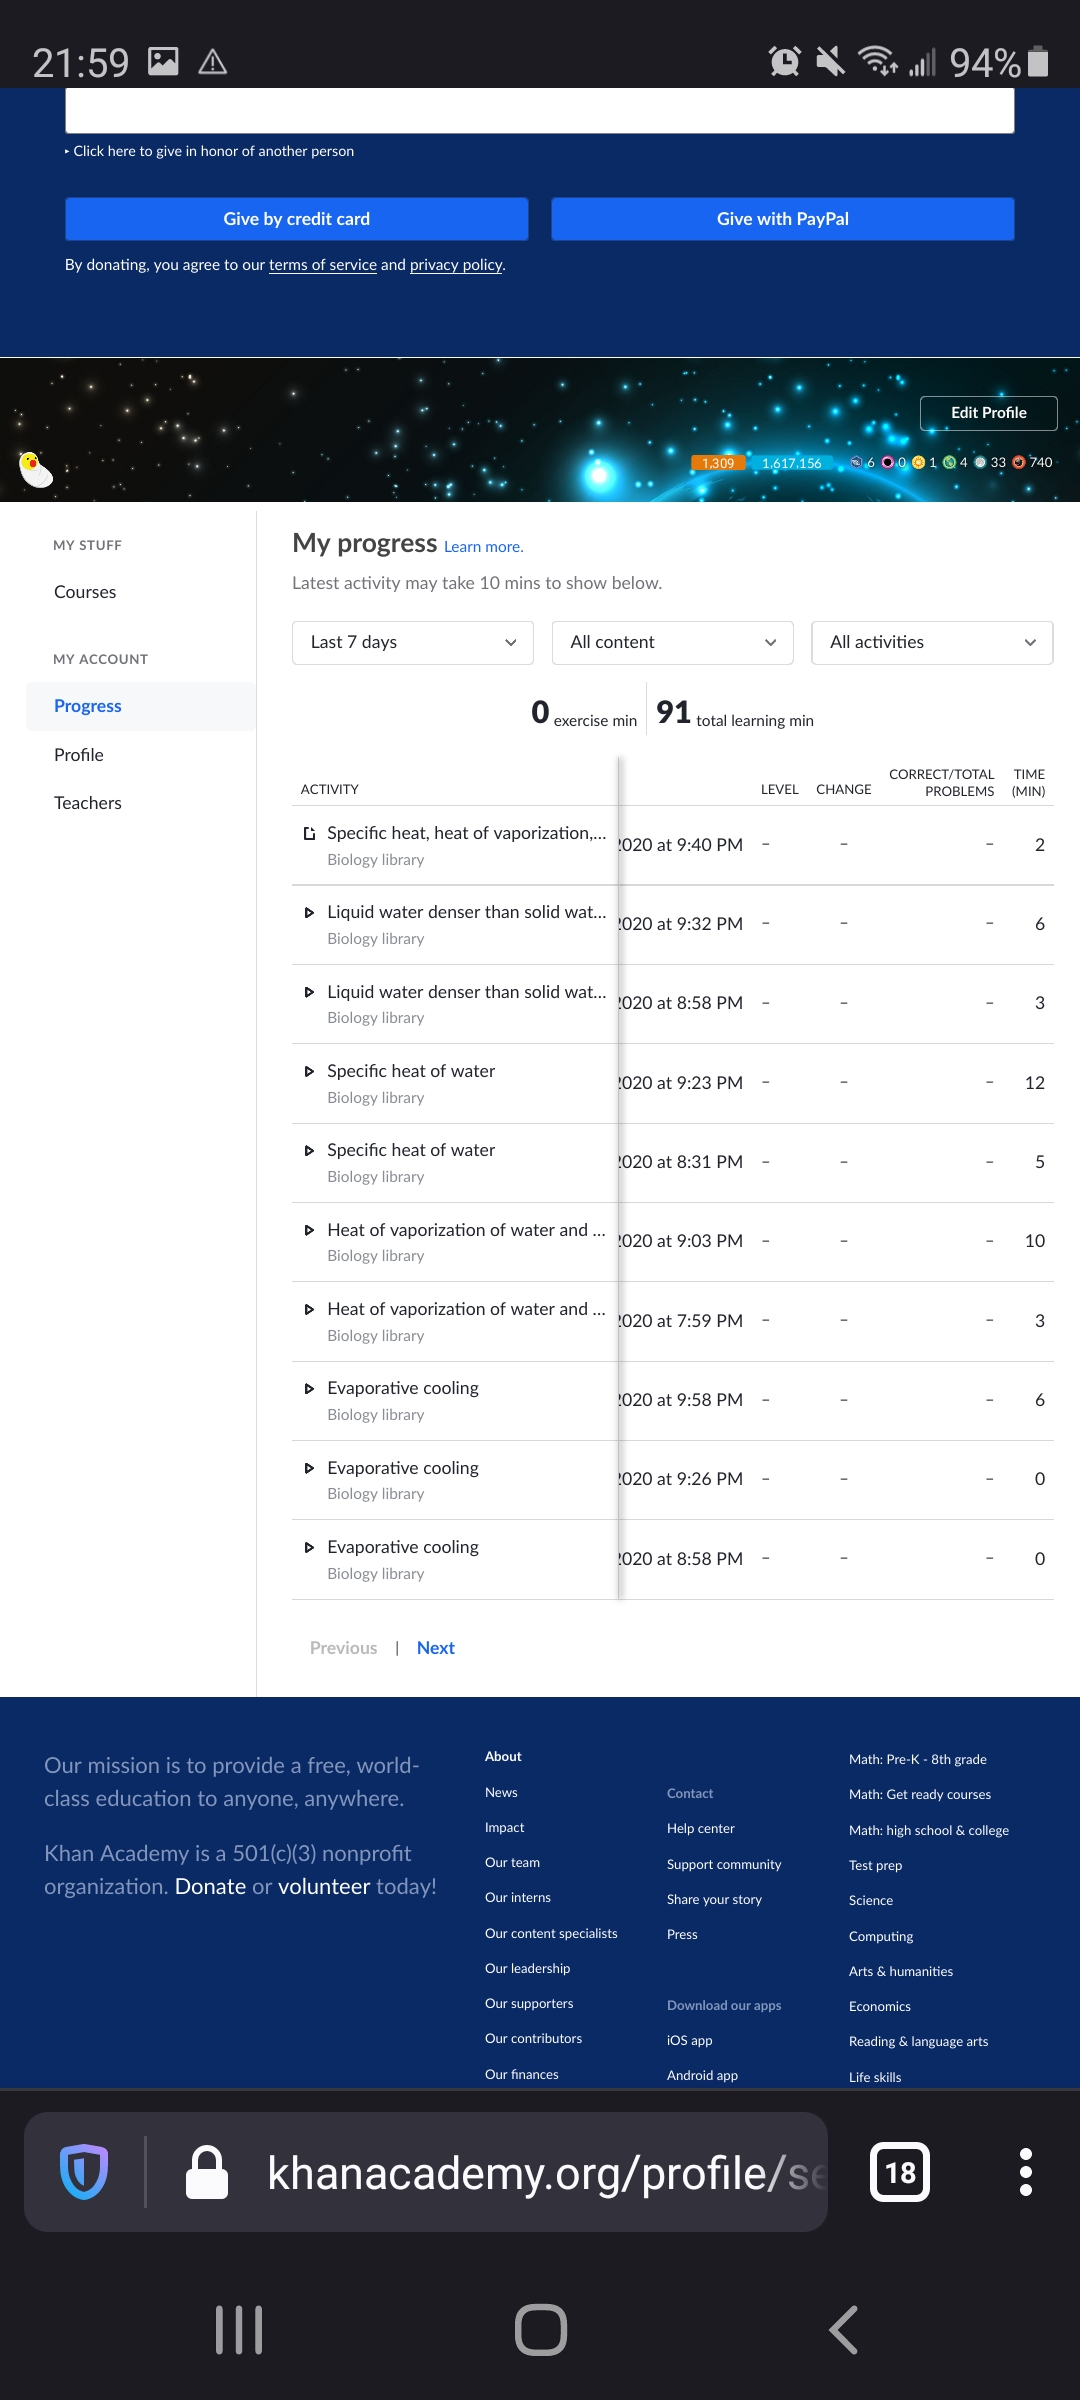 21:59 94%
‣ Click here to give in honor of another person
Give by credit card Give with PayPal
By donating, you agree to our terms of service and privacy policy.
Edit Profile
1,309 1,617,156 6 0 1 4 33 740
MY STUFF
Courses
MY ACCOUNT
Progress
Profile
Teachers
My progress Learn more.
Latest activity may take 10 mins to show below.
Last 7 days All content All activities
0 exercise min 91 total learning min
ACTIVITY LEVEL CHANGE CORRECT/TOTAL PROBLEMS TIME (MIN)
Specific heat, heat of vaporization,... 2020 at 9:40 PM – – – 2
Biology library
Liquid water denser than solid wat... 2020 at 9:32 PM – – – 6
Biology library
Liquid water denser than solid wat... 2020 at 8:58 PM – – – 3
Biology library
Specific heat of water 2020 at 9:23 PM – – – 12
Biology library
Specific heat of water 2020 at 8:31 PM – – – 5
Biology library
Heat of vaporization of water and ... 2020 at 9:03 PM – – – 10
Biology library
Heat of vaporization of water and ... 2020 at 7:59 PM – – – 3
Biology library
Evaporative cooling 2020 at 9:58 PM – – – 6
Biology library
Evaporative cooling 2020 at 9:26 PM – – – 0
Biology library
Evaporative cooling 2020 at 8:58 PM – – – 0
Biology library
Previous | Next
Our mission is to provide a free, world-
class education to anyone, anywhere.
Khan Academy is a 501(c)(3) nonprofit
organization. Donate or volunteer today!
About
News
Impact
Our team
Our interns
Our content specialists
Our leadership
Our supporters
Our contributors
Our finances
Contact
Help center
Support community
Share your story
Press
Download our apps
iOS app
Android app
Math: Pre-K - 8th grade
Math: Get ready courses
Math: high school & college
Test prep
Science
Computing
Arts & humanities
Economics
Reading & language arts
Life skills
khanacademy.org/profile/se
18